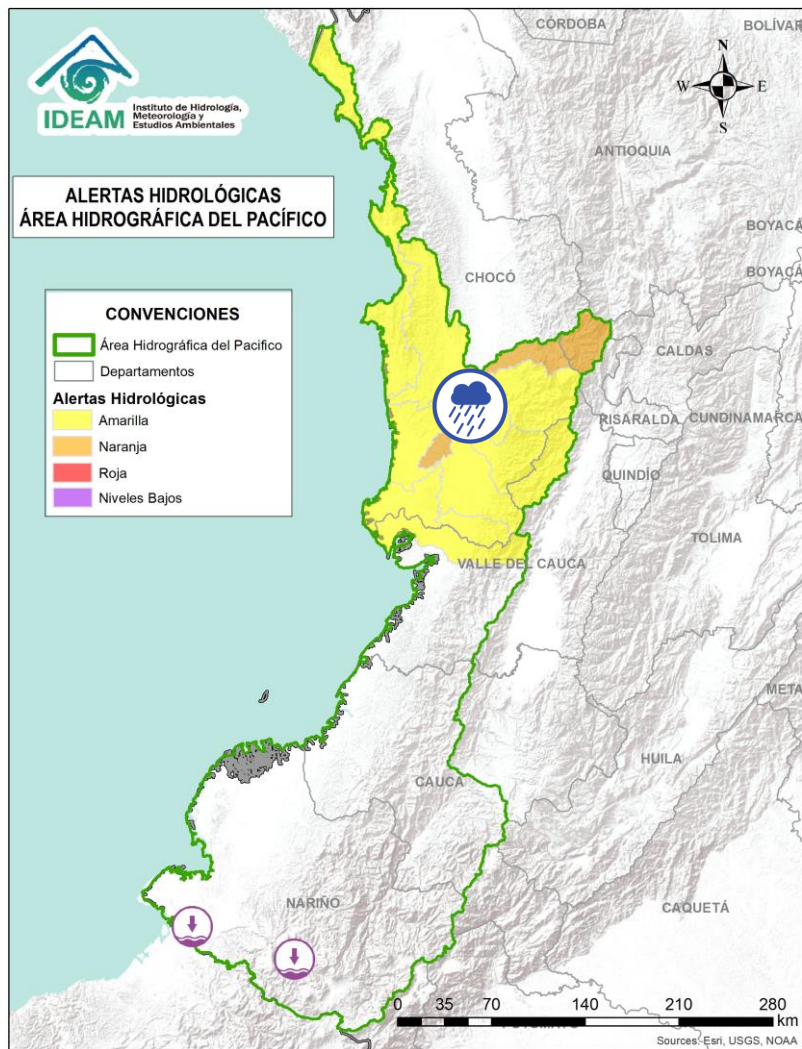 IDEAM
Instituto de Hidrología,
Meteorología y
Estudios Ambientales
ALERTAS HIDROLÓGICAS
ÁREA HIDROGRÁFICA DEL PACÍFICO
CONVENCIONES
Área Hidrográfica del Pacifico
Departamentos
Alertas Hidrológicas
Amarilla
Naranja
Roja
Niveles Bajos
N
W
E
S
CÓRDOBA
BOLÍVAR
ANTIOQUIA
BOYACÁ
CHOCÓ
BOYACÁ
CALDAS
RISARALDA
CUNDINAMARCA
QUINDÍO
TOLIMA
VALLE DEL CAUCA
META
HUILA
CAUCA
NARIÑO
CAQUETÁ
0 35 70 140 210 280
km
Sources: Esri, USGS, NOAA